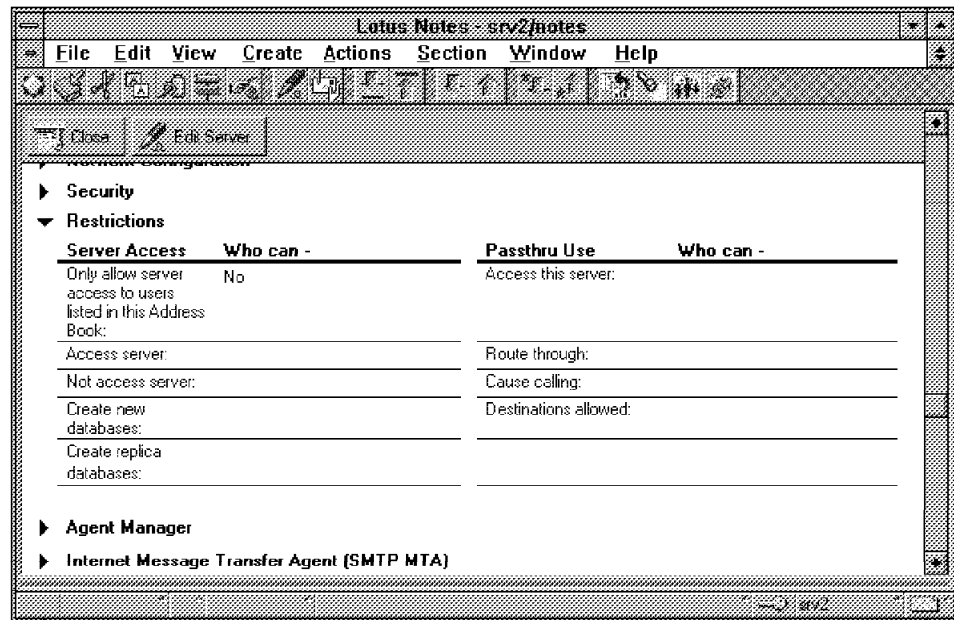 Lotus Notes - srv2/notes
File Edit View Create Actions Section Window Help
Close Edit Server
Network Configuration
Security
Restrictions
Server Access Who can - Passthru Use Who can -
Only allow server No Access this server:
access to users
listed in this Address
Book:
Access server: Route through:
Not access server: Cause calling:
Create new Destinations allowed:
databases:
Create replica
databases:
Agent Manager
Internet Message Transfer Agent (SMTP MTA)
srv2